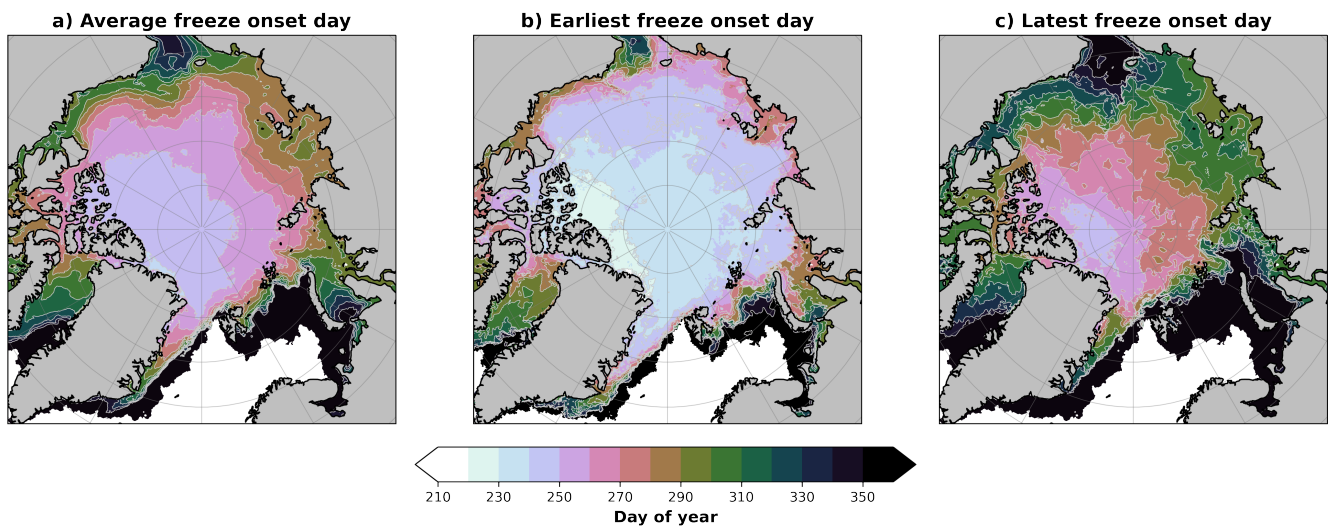 a) Average freeze onset day
b) Earliest freeze onset day
c) Latest freeze onset day
210 230 250 270 290 310 330 350
Day of year